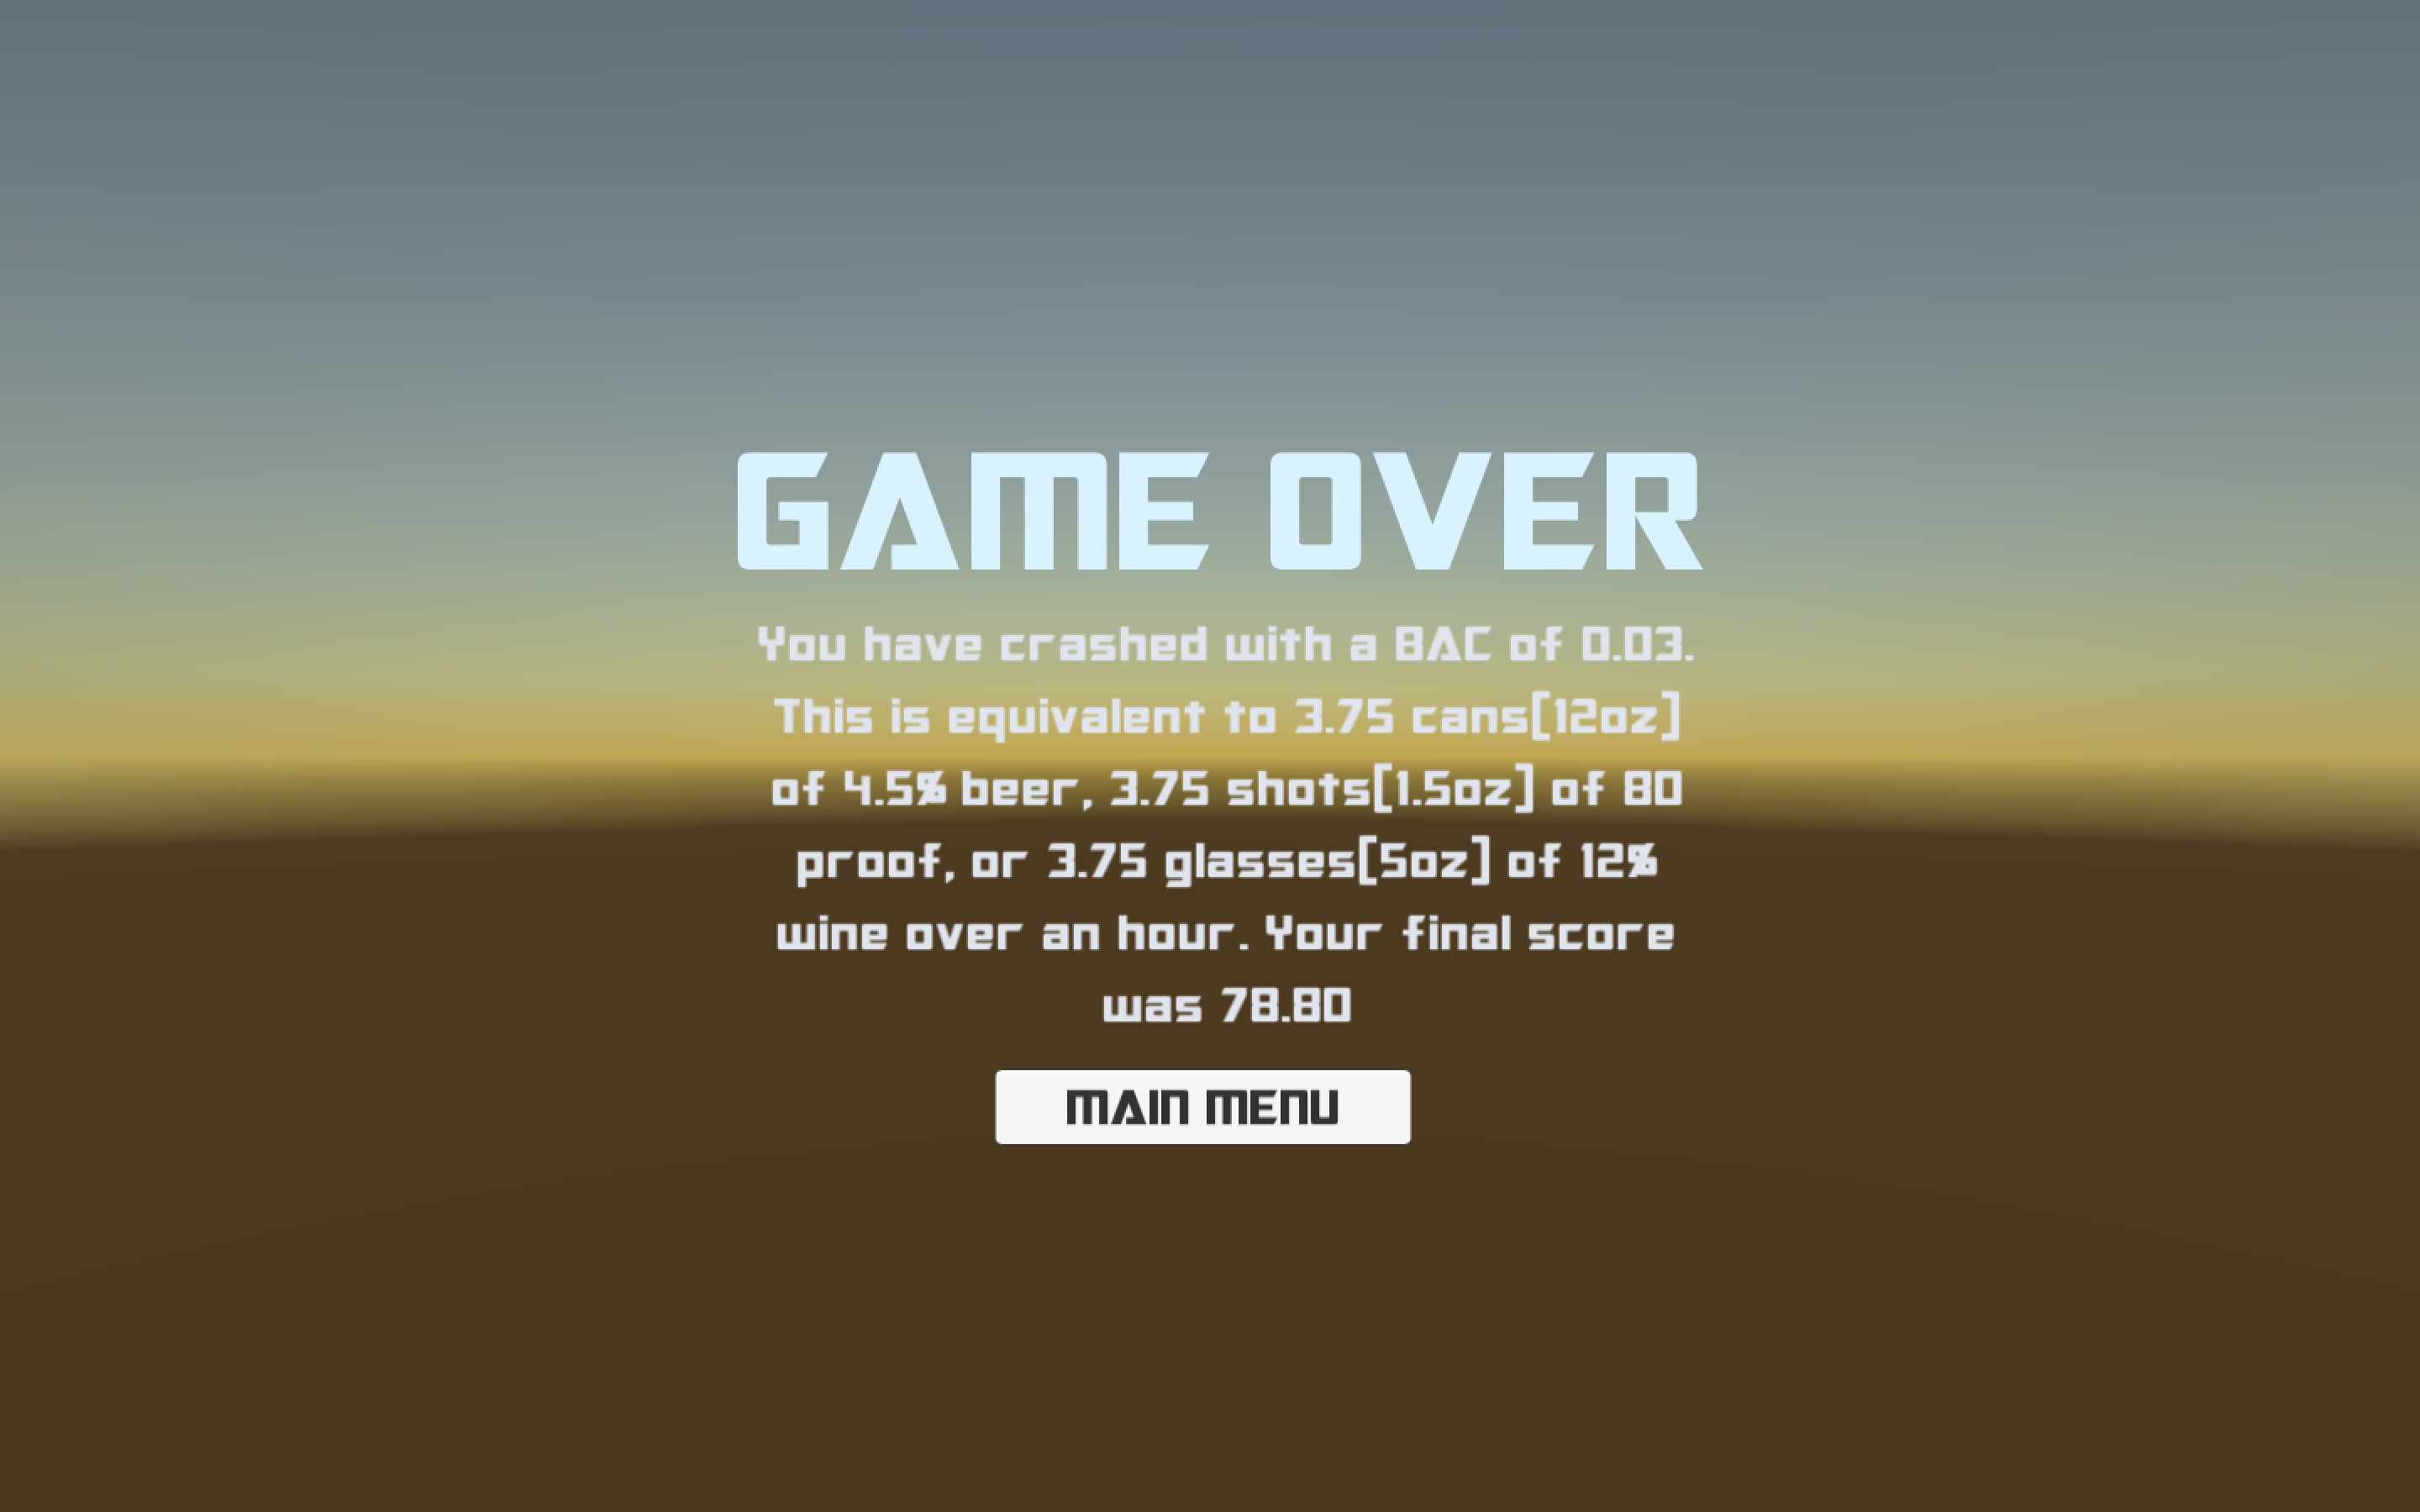 GAME OVER
You have crashed with a BAC of 0.03.
This is equivalent to 3.75 cans[12oz]
of 4.5% beer, 3.75 shots[1.5oz] of 80
proof, or 3.75 glasses[5oz] of 12%
wine over an hour. Your final score
was 78.80
MAIN MENU